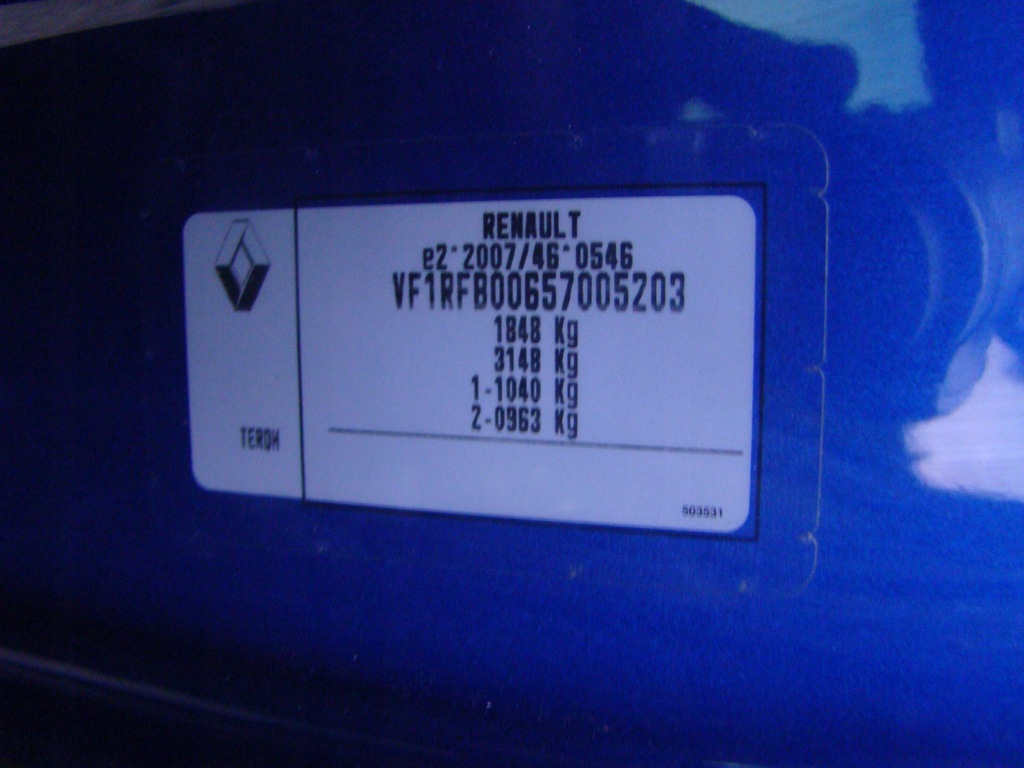 RENAULT
e2*2007/46*0546
VF1RFB00657005203
1848 Kg
3148 Kg
1-1040 Kg
2-0963 Kg
TERQH
503531